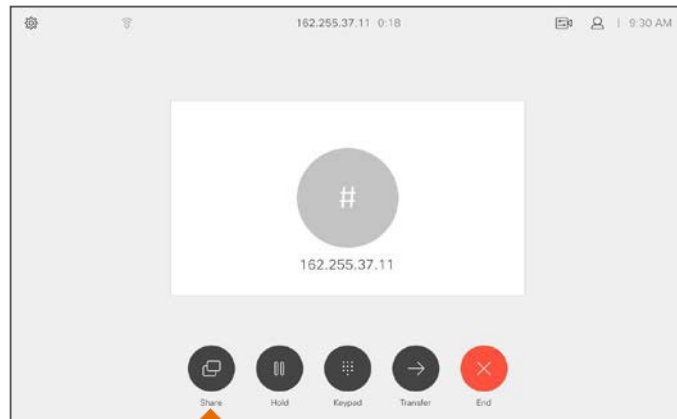 162.255.37.11 0:18
9:30 AM
#
162.255.37.11
Share Hold Keypad Transfer End